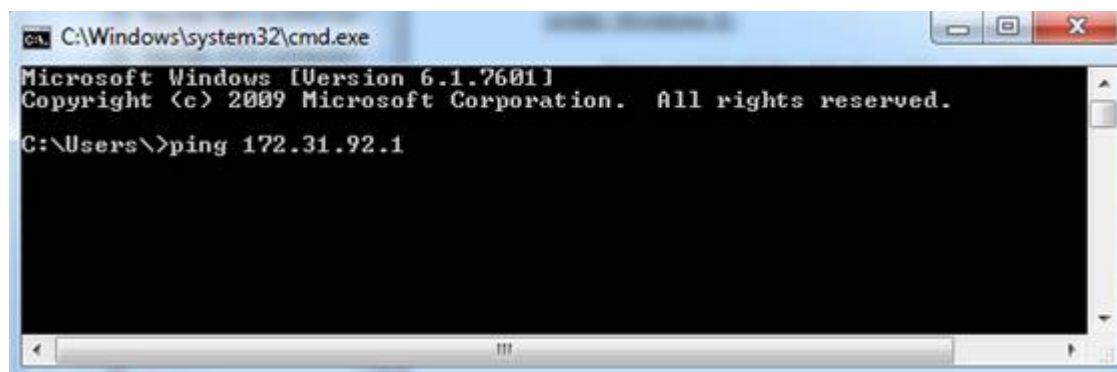 C:\Windows\system32\cmd.exe
Microsoft Windows [Version 6.1.7601]
Copyright (c) 2009 Microsoft Corporation.  All rights reserved.
C:\Users\>ping 172.31.92.1